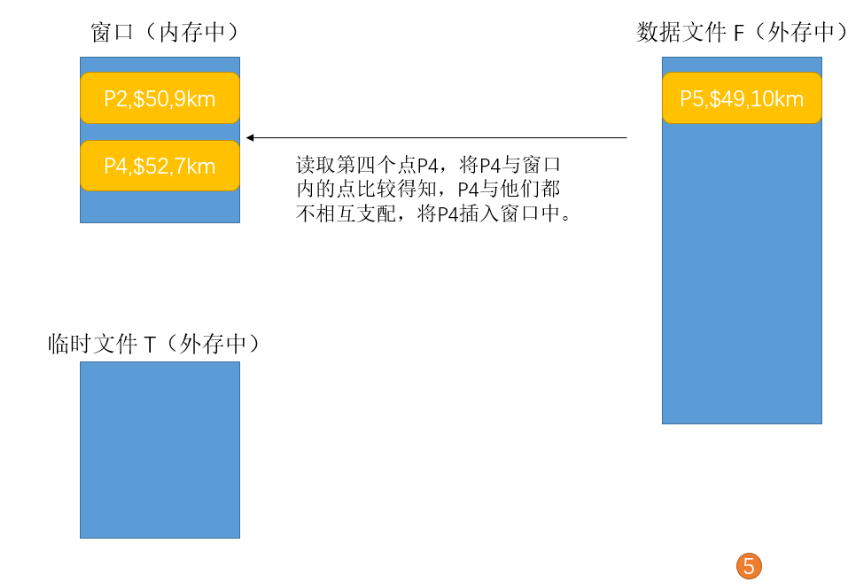 窗口（内存中）
数据文件 F（外存中）
P2,$50,9km
P5,$49,10km
P4,$52,7km
读取第四个点P4，将P4与窗口
内的点比较得知，P4与他们都
不相互支配，将P4插入窗口中。
临时文件 T（外存中）
5